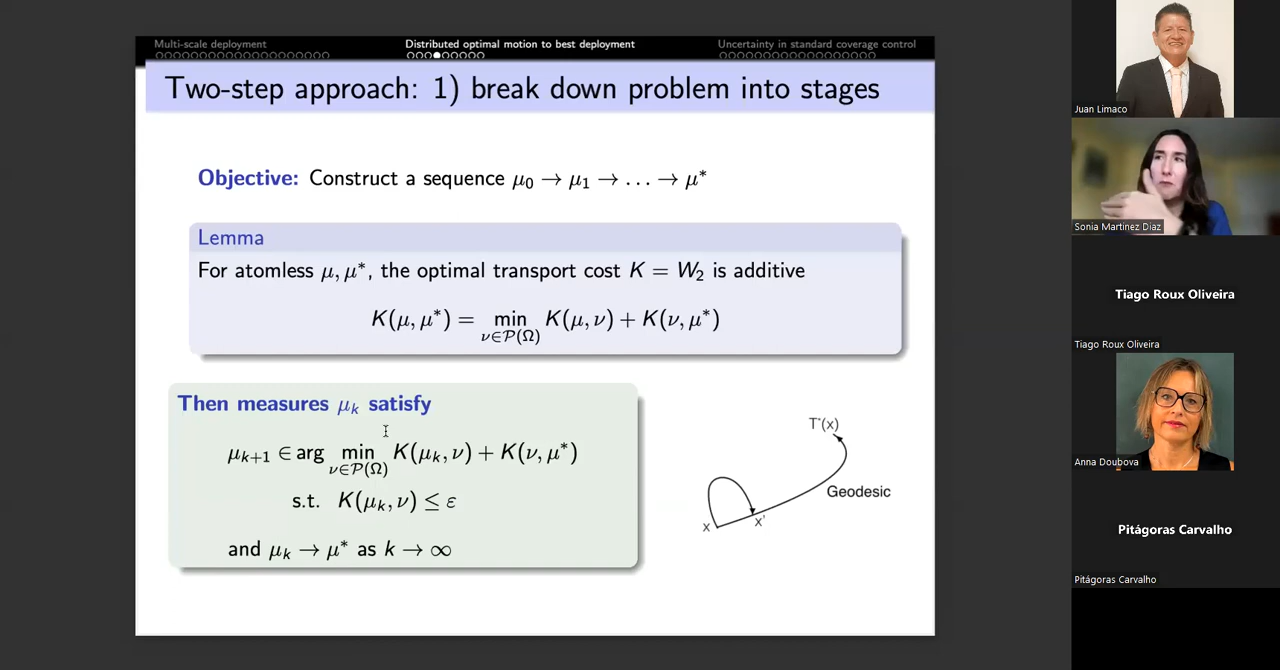 Multi-scale deployment
Distributed optimal motion to best deployment
Uncertainty in standard coverage control
Two-step approach: 1) break down problem into stages
Objective: Construct a sequence μ₀ → μ₁ → … → μ*
Lemma
For atomless μ, μ*, the optimal transport cost K = W₂ is additive
K(μ, μ*) = min K(μ, ν) + K(ν, μ*)
ν∈P(Ω)
Then measures μₖ satisfy
μₖ₊₁ ∈ arg min K(μₖ, ν) + K(ν, μ*)
ν∈P(Ω)
s.t. K(μₖ, ν) ≤ ε
and μₖ → μ* as k → ∞
T*(x)
Geodesic
x
x'
Juan Limaco
Sonia Martinez Diaz
Tiago Roux Oliveira
Tiago Roux Oliveira
Anna Doubova
Pitágoras Carvalho
Pitágoras Carvalho